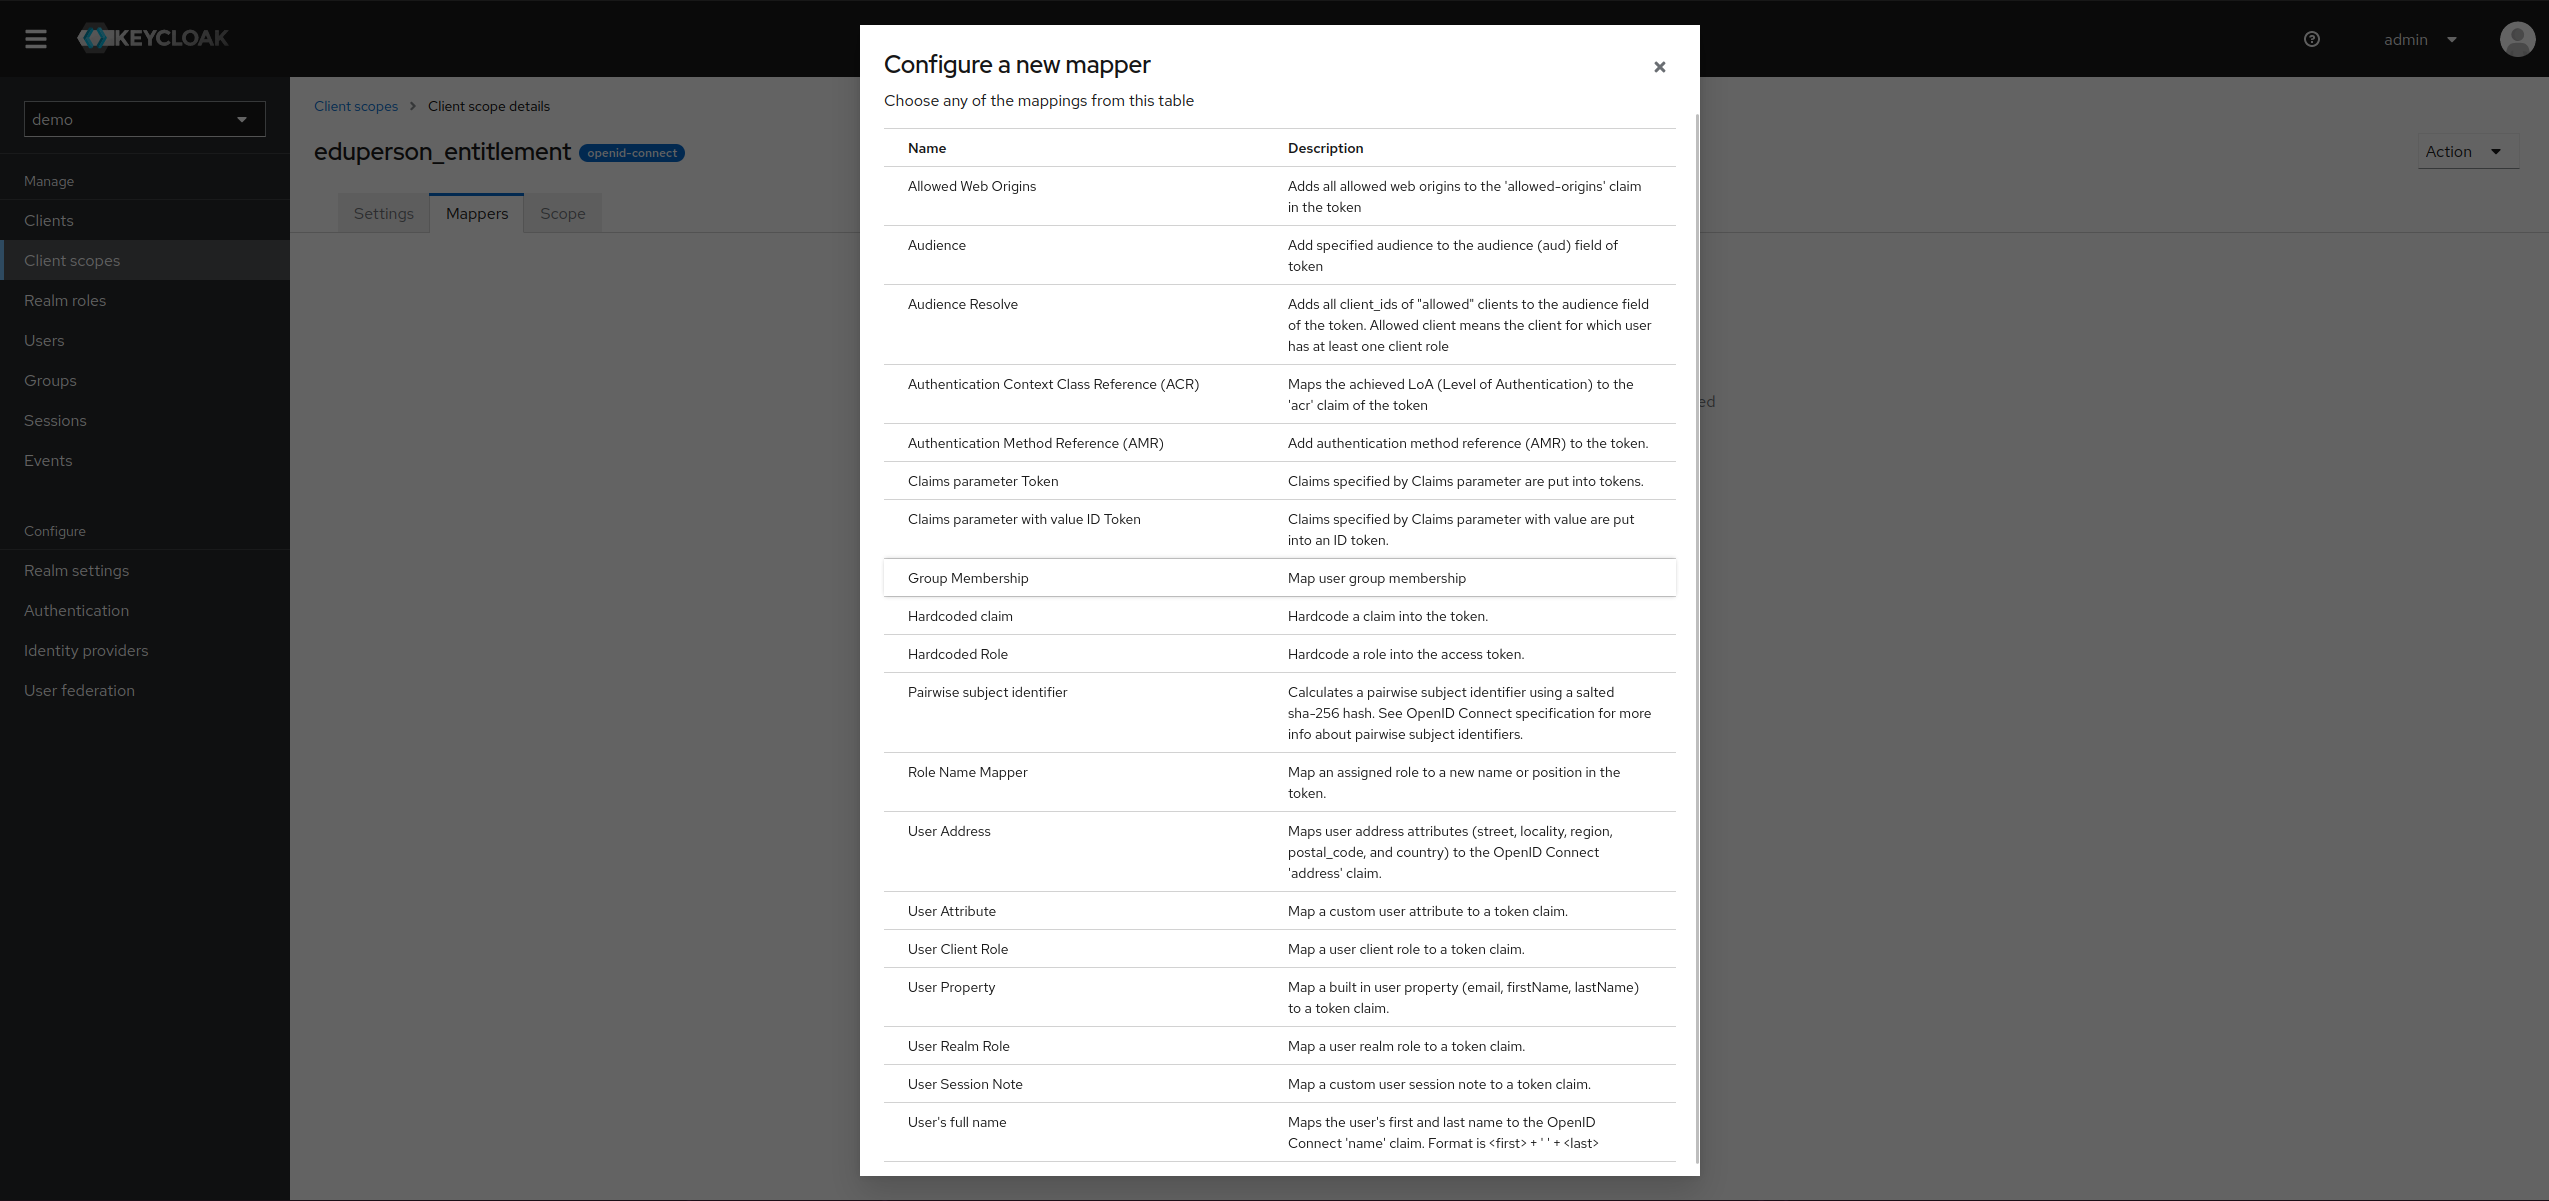 KEYCLOAK
admin
demo
Manage
Clients
Client scopes
Realm roles
Users
Groups
Sessions
Events
Configure
Realm settings
Authentication
Identity providers
User federation
Client scopes > Client scope details
eduperson_entitlement openid-connect
Action
Settings Mappers Scope
ed
Configure a new mapper
Choose any of the mappings from this table
Name Description
Allowed Web Origins Adds all allowed web origins to the 'allowed-origins' claim
in the token
Audience Add specified audience to the audience (aud) field of
token
Audience Resolve Adds all client_ids of "allowed" clients to the audience field
of the token. Allowed client means the client for which user
has at least one client role
Authentication Context Class Reference (ACR) Maps the achieved LoA (Level of Authentication) to the
'acr' claim of the token
Authentication Method Reference (AMR) Add authentication method reference (AMR) to the token.
Claims parameter Token Claims specified by Claims parameter are put into tokens.
Claims parameter with value ID Token Claims specified by Claims parameter with value are put
into an ID token.
Group Membership Map user group membership
Hardcoded claim Hardcode a claim into the token.
Hardcoded Role Hardcode a role into the access token.
Pairwise subject identifier Calculates a pairwise subject identifier using a salted
sha-256 hash. See OpenID Connect specification for more
info about pairwise subject identifiers.
Role Name Mapper Map an assigned role to a new name or position in the
token.
User Address Maps user address attributes (street, locality, region,
postal_code, and country) to the OpenID Connect
'address' claim.
User Attribute Map a custom user attribute to a token claim.
User Client Role Map a user client role to a token claim.
User Property Map a built in user property (email, firstName, lastName)
to a token claim.
User Realm Role Map a user realm role to a token claim.
User Session Note Map a custom user session note to a token claim.
User's full name Maps the user's first and last name to the OpenID
Connect 'name' claim. Format is <first> + ' ' + <last>